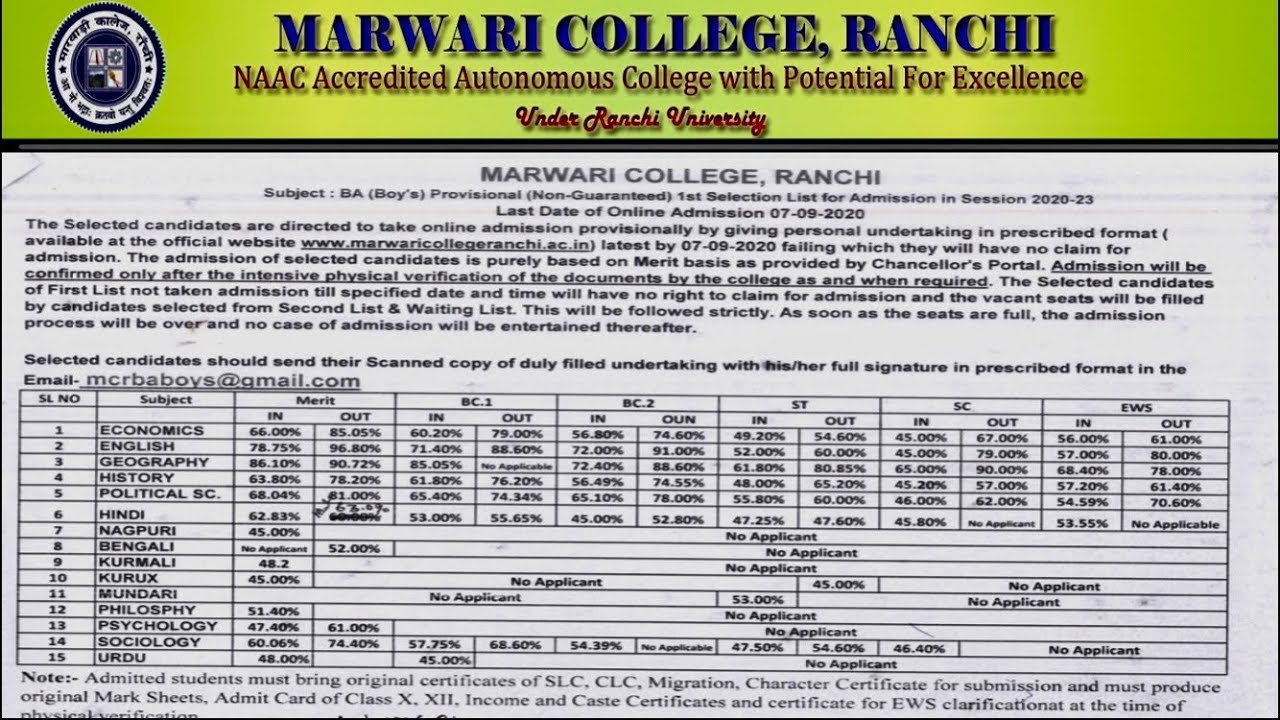 मारवाड़ी कालेज, राँची
आ नो भद्राः क्रतवो यन्तु विश्वतः
MARWARI COLLEGE, RANCHI
NAAC Accredited Autonomous College with Potential For Excellence
Under Ranchi University
MARWARI COLLEGE, RANCHI
Subject : BA (Boy's) Provisional (Non-Guaranteed) 1st Selection List for Admission in Session 2020-23
Last Date of Online Admission 07-09-2020
The Selected candidates are directed to take online admission provisionally by giving personal undertaking in prescribed format (
available at the official website www.marwaricollegeranchi.ac.in) latest by 07-09-2020 failing which they will have no claim for
admission. The admission of selected candidates is purely based on Merit basis as provided by Chancellor's Portal. Admission will be
confirmed only after the intensive physical verification of the documents by the college as and when required. The Selected candidates
of First List not taken admission till specified date and time will have no right to claim for admission and the vacant seats will be filled
by candidates selected from Second List & Waiting List. This will be followed strictly. As soon as the seats are full, the admission
process will be over and no case of admission will be entertained thereafter.
Selected candidates should send their Scanned copy of duly filled undertaking with his/her full signature in prescribed format in the
Email- mcrbaboys@gmail.com
SL NO Subject Merit BC.1 BC.2 ST SC EWS
IN OUT IN OUT IN OUN IN OUT IN OUT IN OUT
1 ECONOMICS 66.00% 85.05% 60.20% 79.00% 56.80% 74.60% 49.20% 54.60% 45.00% 67.00% 56.00% 61.00%
2 ENGLISH 78.75% 96.80% 71.40% 88.60% 72.00% 91.00% 52.00% 60.00% 45.00% 79.00% 57.00% 80.00%
3 GEOGRAPHY 86.10% 90.72% 85.05% No Applicable 72.40% 88.60% 61.80% 80.85% 65.00% 90.00% 68.40% 78.00%
4 HISTORY 63.80% 78.20% 61.80% 76.20% 56.49% 74.55% 48.00% 65.20% 45.20% 57.00% 57.20% 61.40%
5 POLITICAL SC. 68.04% 81.00% 65.40% 74.34% 65.10% 78.00% 55.80% 60.00% 46.00% 62.00% 54.59% 70.60%
6 HINDI 62.83% 63.0% 60.00% 53.00% 55.65% 45.00% 52.80% 47.25% 47.60% 45.80% No Applicant 53.55% No Applicable
7 NAGPURI 45.00% No Applicant
8 BENGALI No Applicant 52.00% No Applicant
9 KURMALI 48.2 No Applicant
10 KURUX 45.00% No Applicant 45.00% No Applicant
11 MUNDARI No Applicant 53.00% No Applicant
12 PHILOSPHY 51.40% No Applicant
13 PSYCHOLOGY 47.40% 61.00% No Applicant
14 SOCIOLOGY 60.06% 74.40% 57.75% 68.60% 54.39% No Applicable 47.50% 54.60% 46.40% No Applicant
15 URDU 48.00% 45.00% No Applicant
Note:- Admitted students must bring original certificates of SLC, CLC, Migration, Character Certificate for submission and must produce
original Mark Sheets, Admit Card of Class X, XII, Income and Caste Certificates and certificate for EWS clarificationat at the time of
physical verification